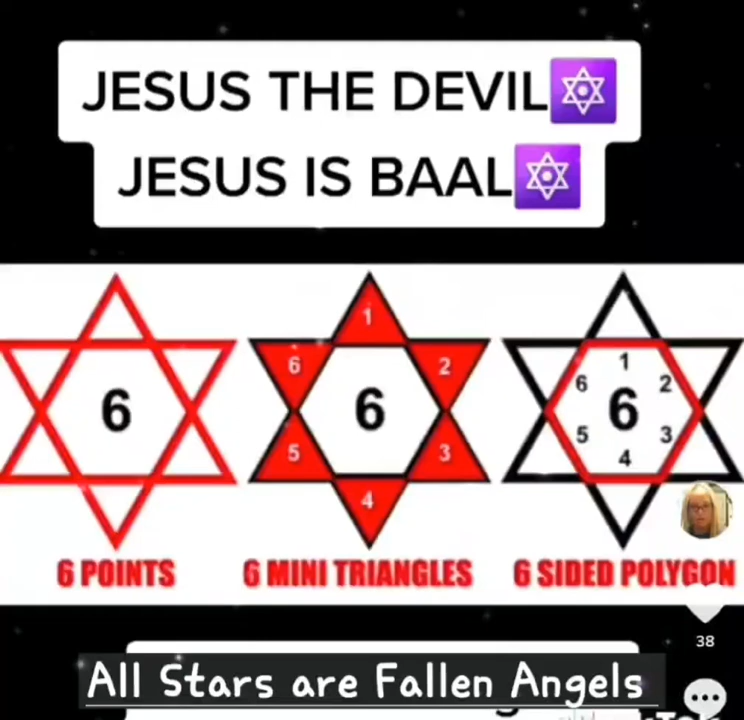 JESUS THE DEVIL🔯
JESUS IS BAAL🔯
6
1
6
2
6
5
3
4
1
6
2
6
5
3
4
6 POINTS
6 MINI TRIANGLES
6 SIDED POLYGON
38
All Stars are Fallen Angels